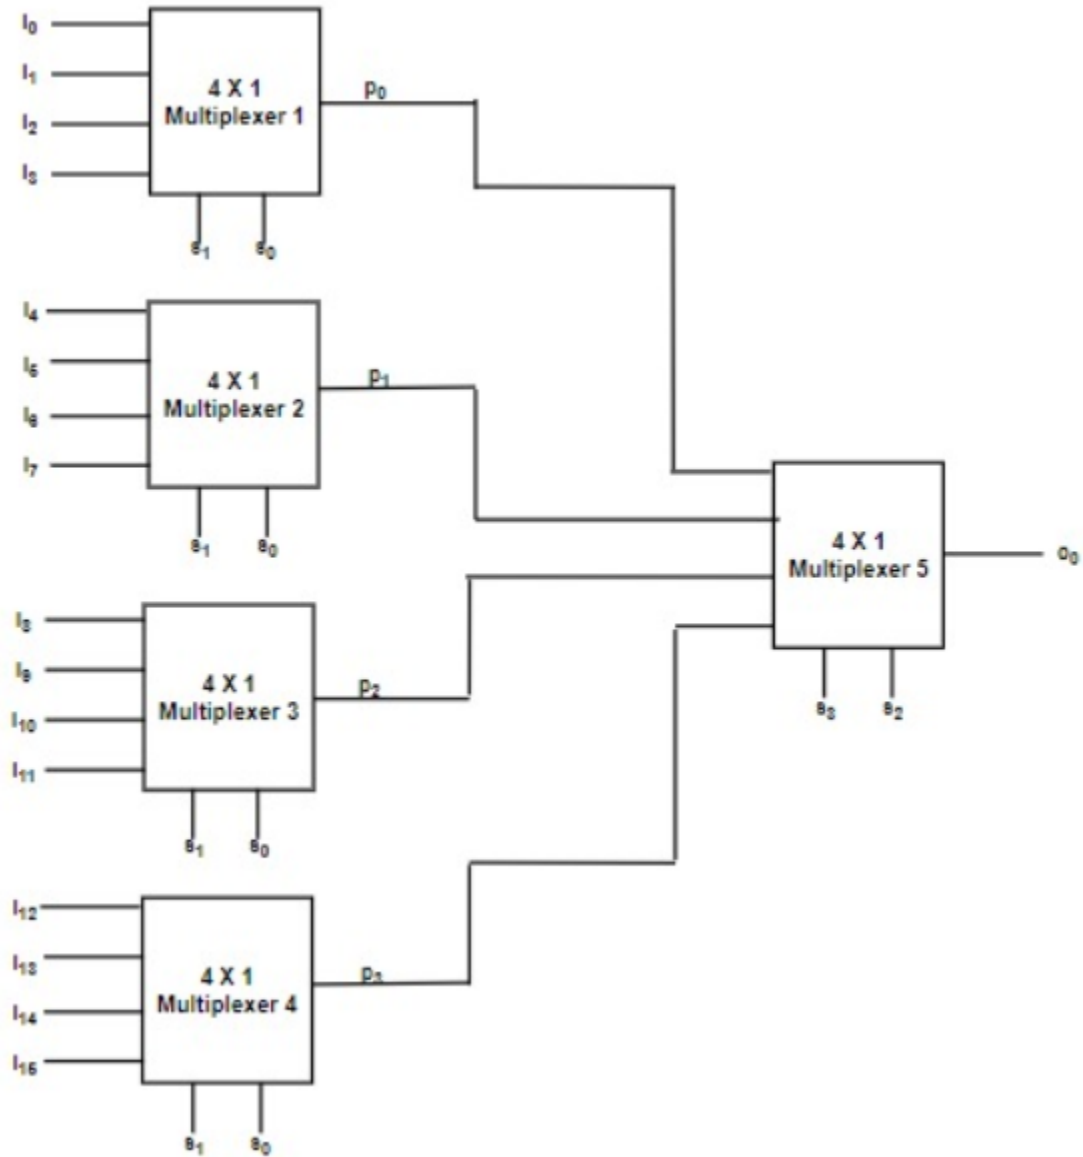 I₀
I₁
I₂
I₃
4 X 1
Multiplexer 1
p₀
s₁ s₀
I₄
I₅
I₆
I₇
4 X 1
Multiplexer 2
p₁
s₁ s₀
I₈
I₉
I₁₀
I₁₁
4 X 1
Multiplexer 3
p₂
s₁ s₀
I₁₂
I₁₃
I₁₄
I₁₅
4 X 1
Multiplexer 4
p₃
s₁ s₀
4 X 1
Multiplexer 5
s₃ s₂
o₀